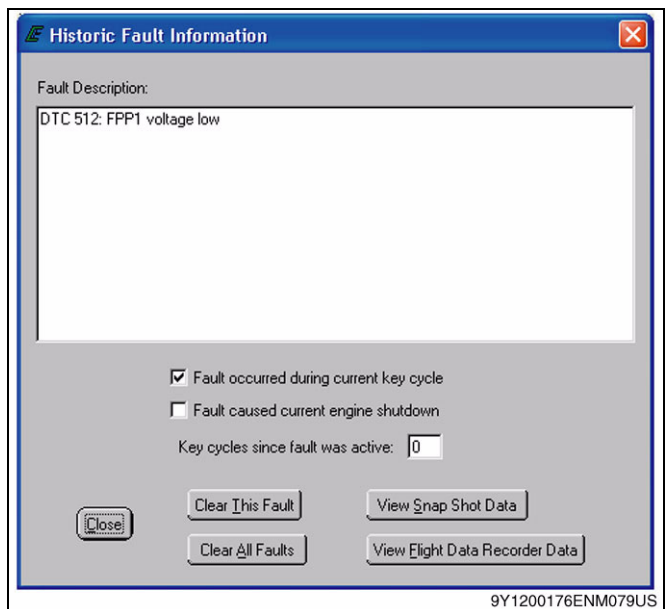 Historic Fault Information
Fault Description:
DTC 512: FPP1 voltage low
Fault occurred during current key cycle
Fault caused current engine shutdown
Key cycles since fault was active: 0
Close
Clear This Fault
View Snap Shot Data
Clear All Faults
View Flight Data Recorder Data
9Y1200176ENM079US